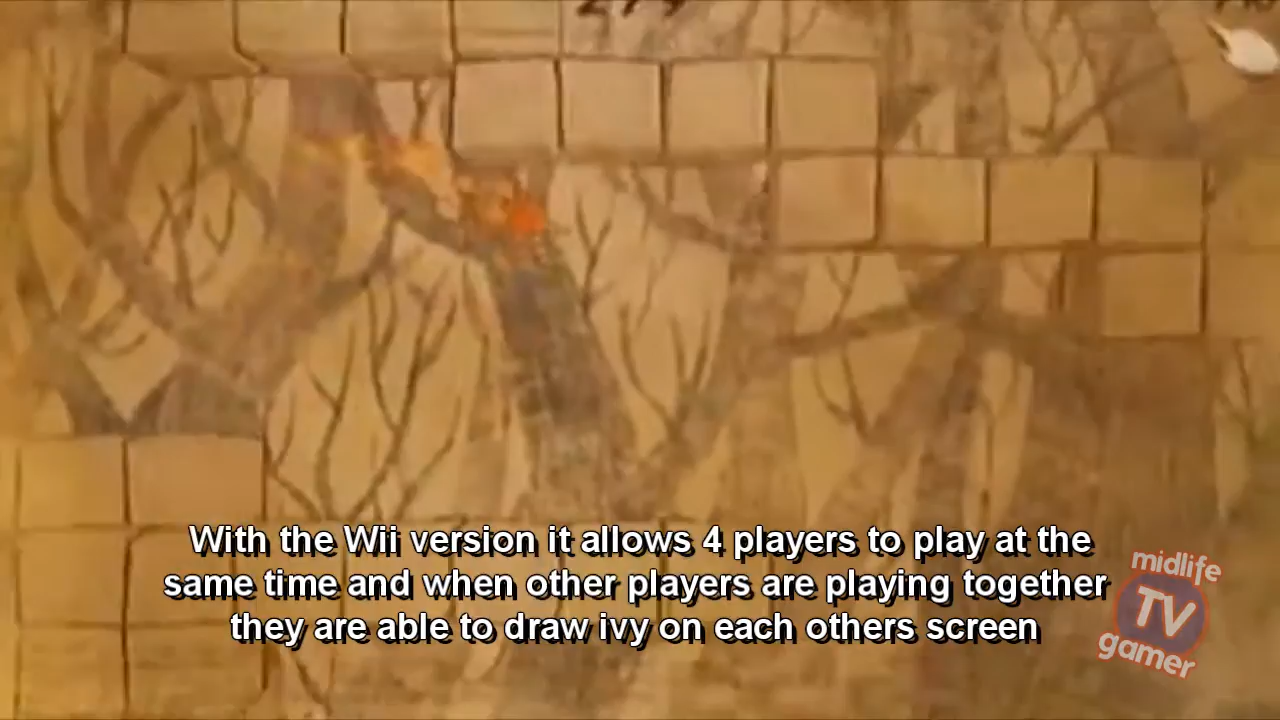 With the Wii version it allows 4 players to play at the
same time and when other players are playing together
they are able to draw ivy on each others screen
midlife
TV
gamer